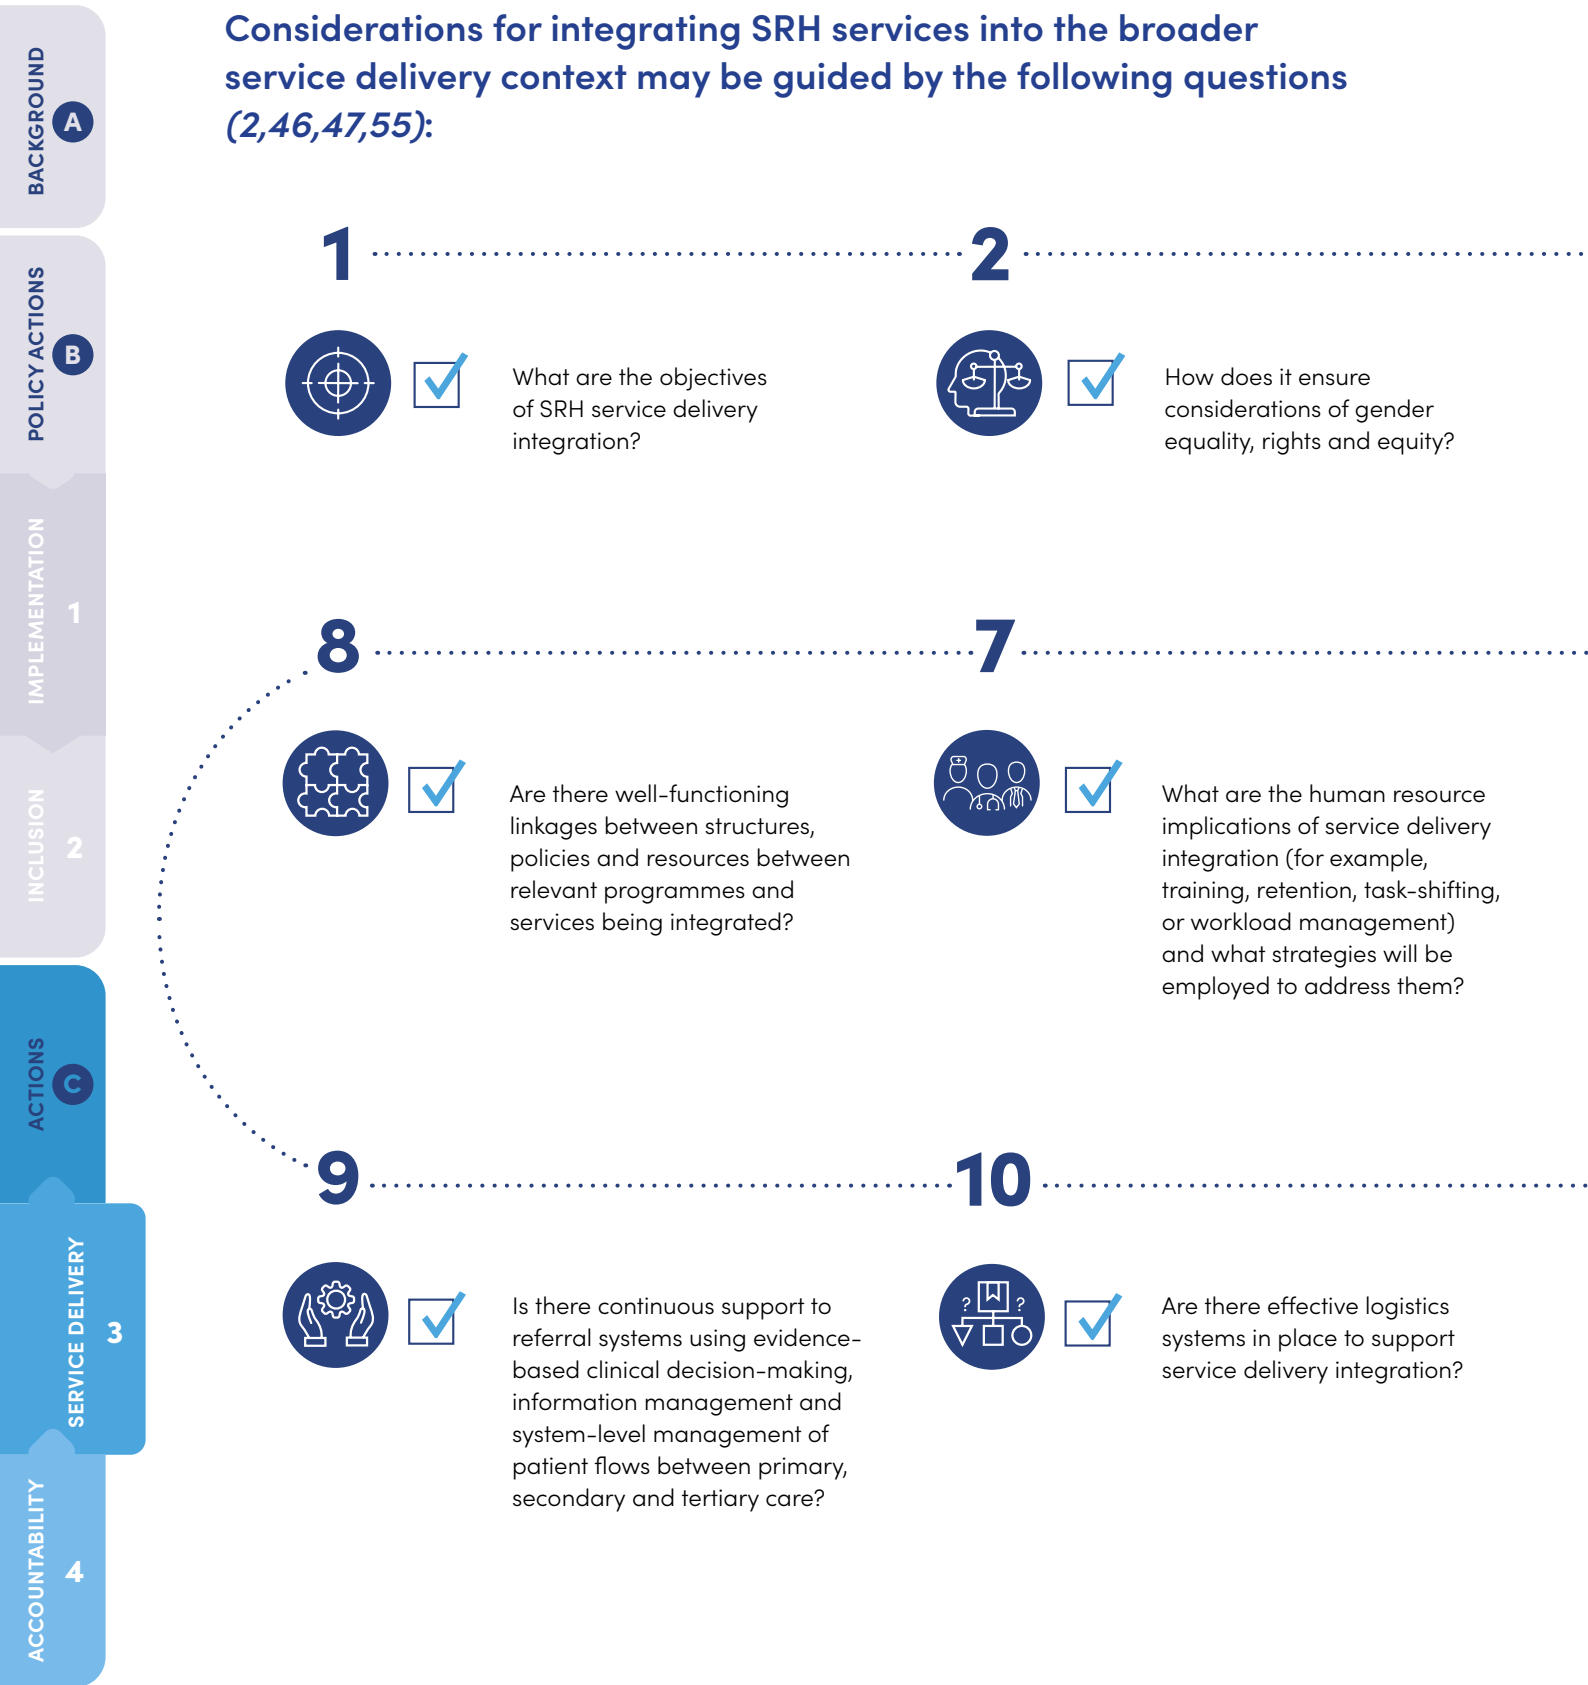 Considerations for integrating SRH services into the broader
service delivery context may be guided by the following questions
(2,46,47,55):
BACKGROUND
A
POLICY ACTIONS
B
IMPLEMENTATION
1
INCLUSION
2
ACTIONS
C
SERVICE DELIVERY
3
ACCOUNTABILITY
4
1
What are the objectives
of SRH service delivery
integration?
2
How does it ensure
considerations of gender
equality, rights and equity?
8
Are there well-functioning
linkages between structures,
policies and resources between
relevant programmes and
services being integrated?
7
What are the human resource
implications of service delivery
integration (for example,
training, retention, task-shifting,
or workload management)
and what strategies will be
employed to address them?
9
Is there continuous support to
referral systems using evidence-
based clinical decision-making,
information management and
system-level management of
patient flows between primary,
secondary and tertiary care?
10
? ?
Are there effective logistics
systems in place to support
service delivery integration?